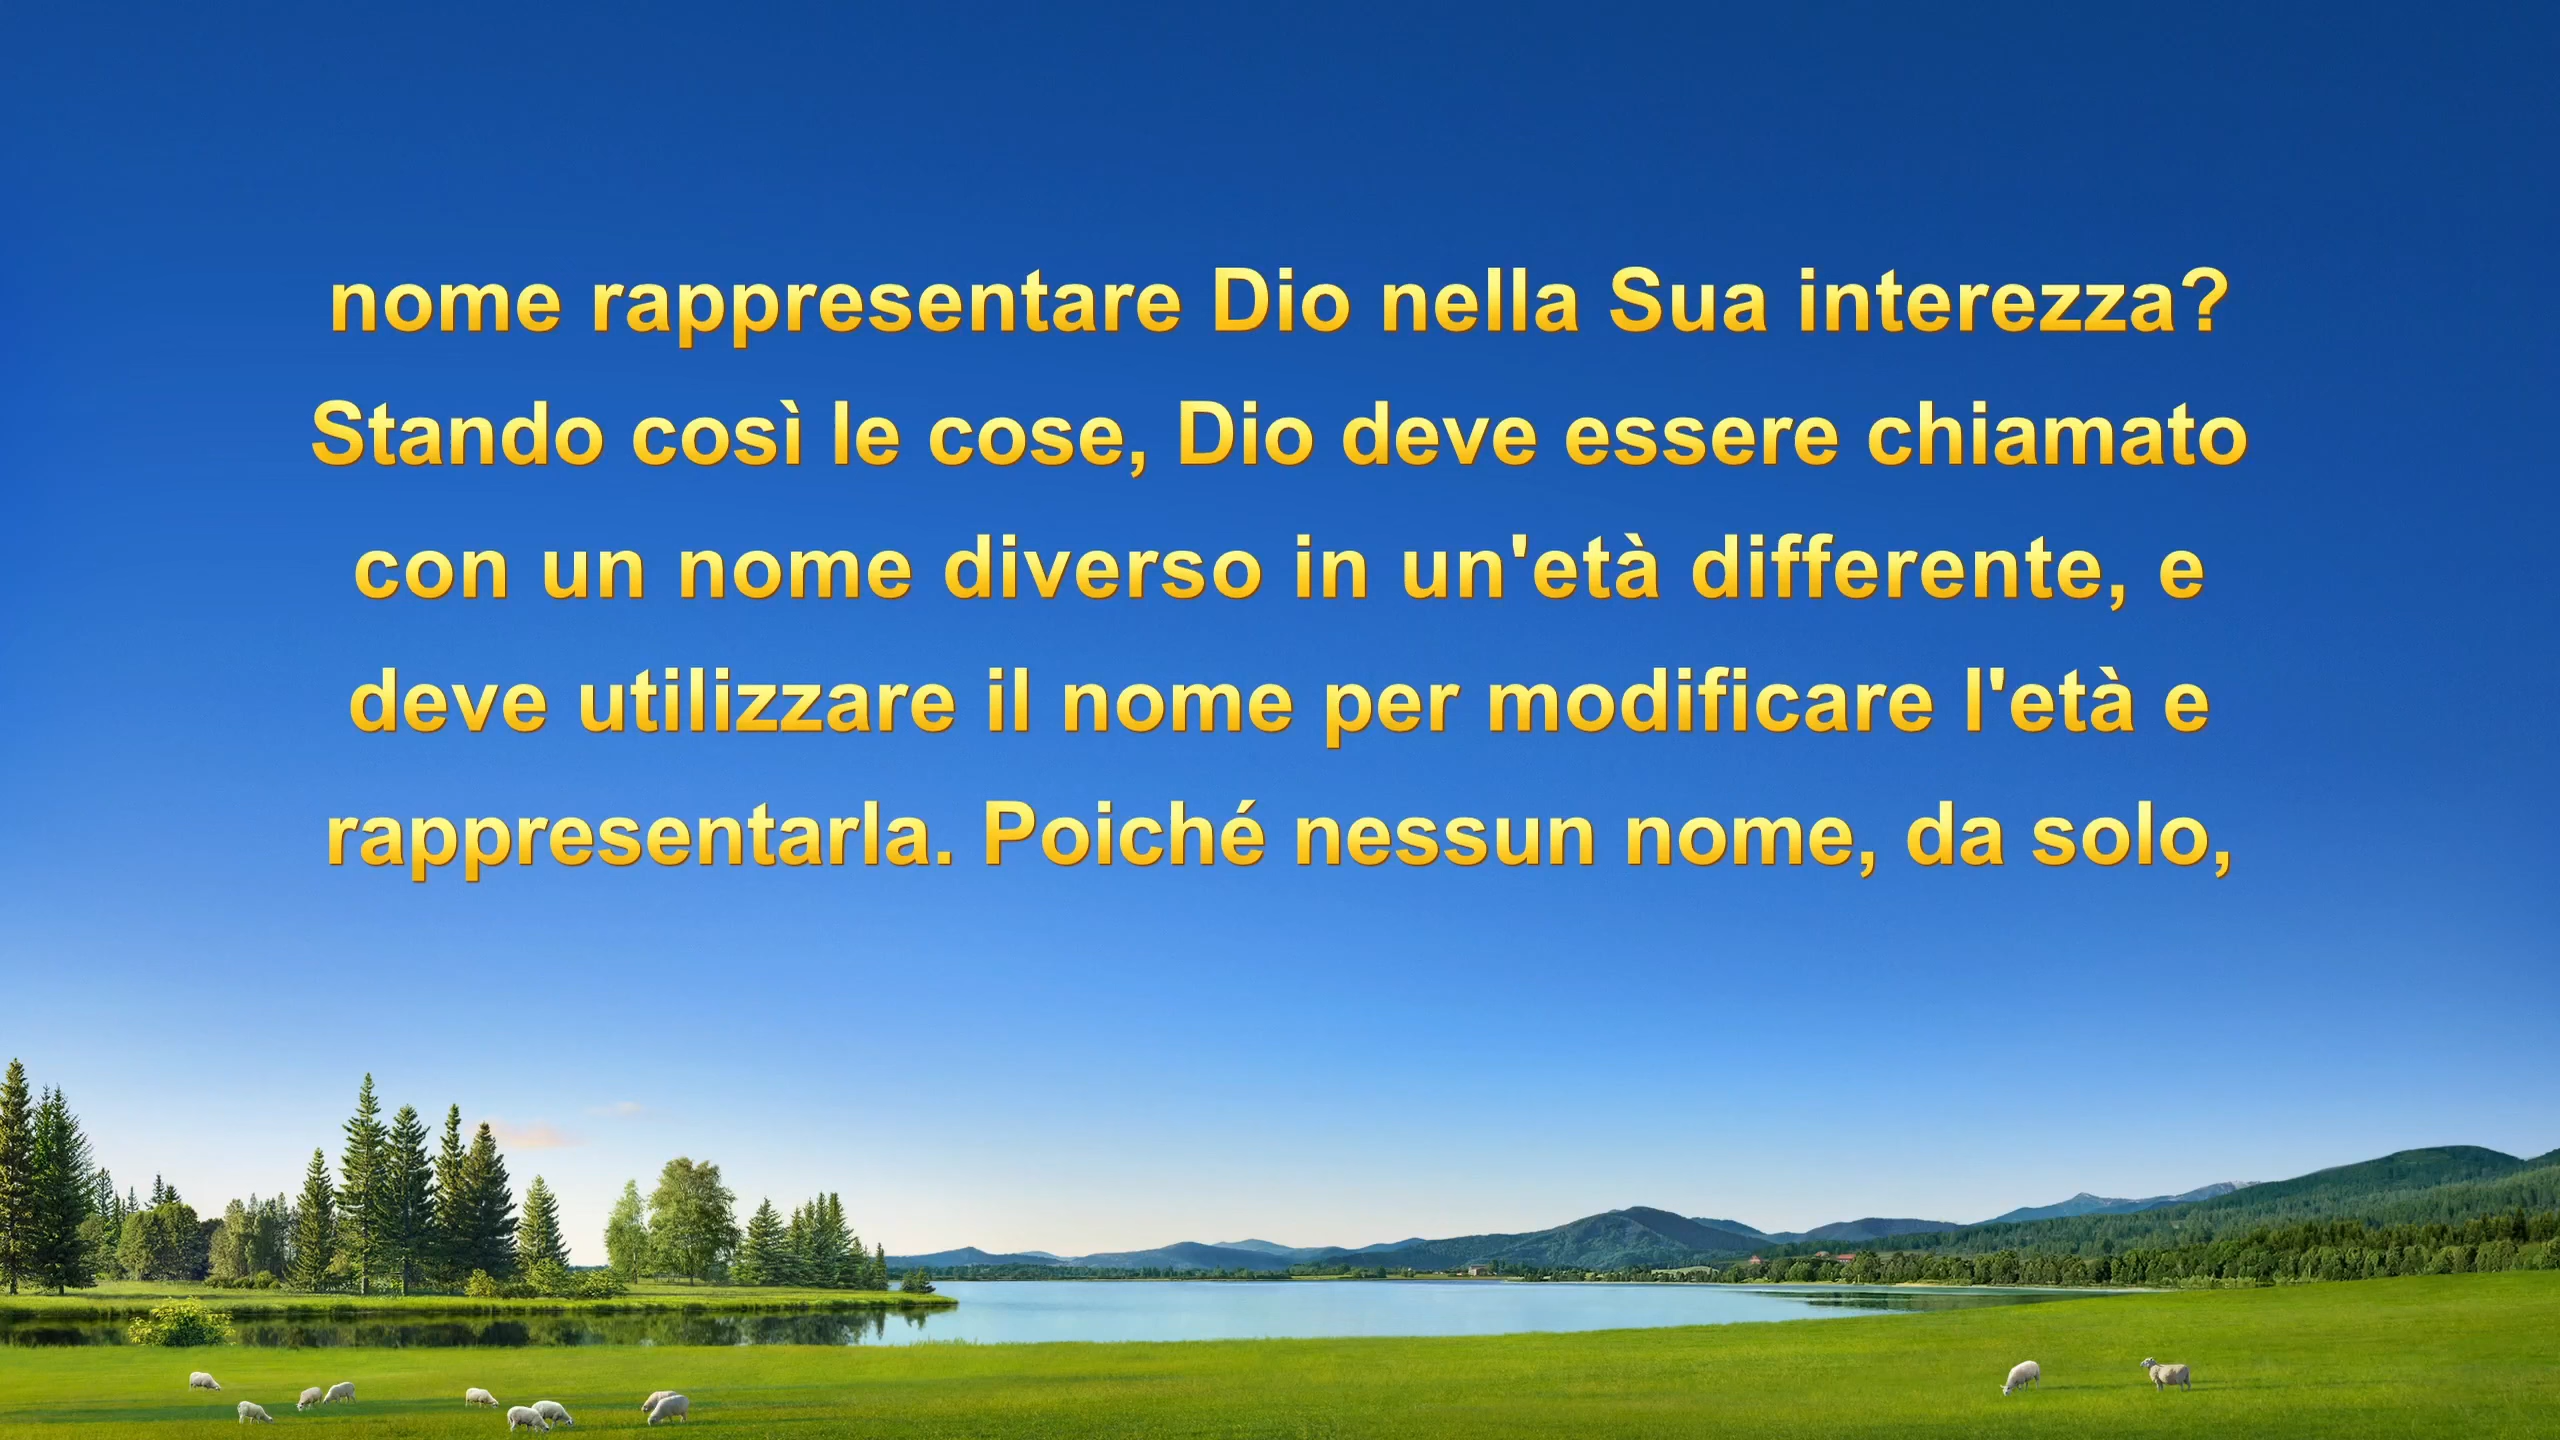 nome rappresentare Dio nella Sua interezza?
Stando così le cose, Dio deve essere chiamato
con un nome diverso in un'età differente, e
deve utilizzare il nome per modificare l'età e
rappresentarla. Poiché nessun nome, da solo,